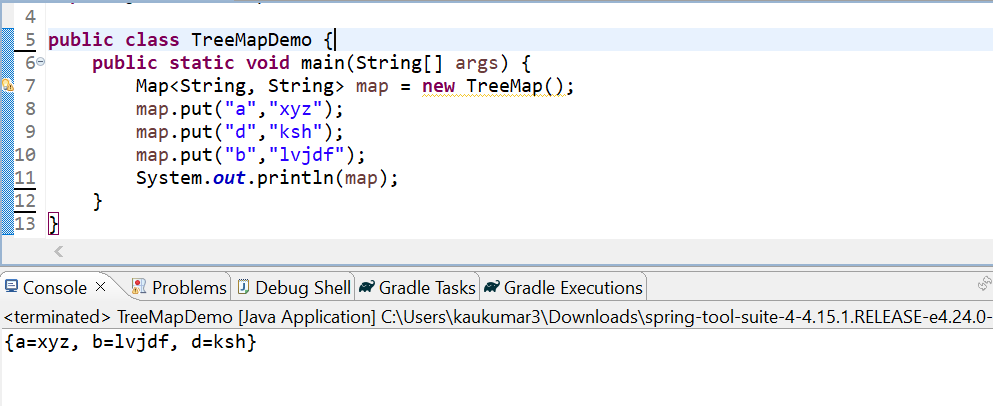 4
5 public class TreeMapDemo {
6 public static void main(String[] args) {
7 Map<String, String> map = new TreeMap();
8 map.put("a","xyz");
9 map.put("d","ksh");
10 map.put("b","lvjdf");
11 System.out.println(map);
12 }
13 }
Console Problems Debug Shell Gradle Tasks Gradle Executions
<terminated> TreeMapDemo [Java Application] C:\Users\kaukumar3\Downloads\spring-tool-suite-4-4.15.1.RELEASE-e4.24.0-
{a=xyz, b=lvjdf, d=ksh}